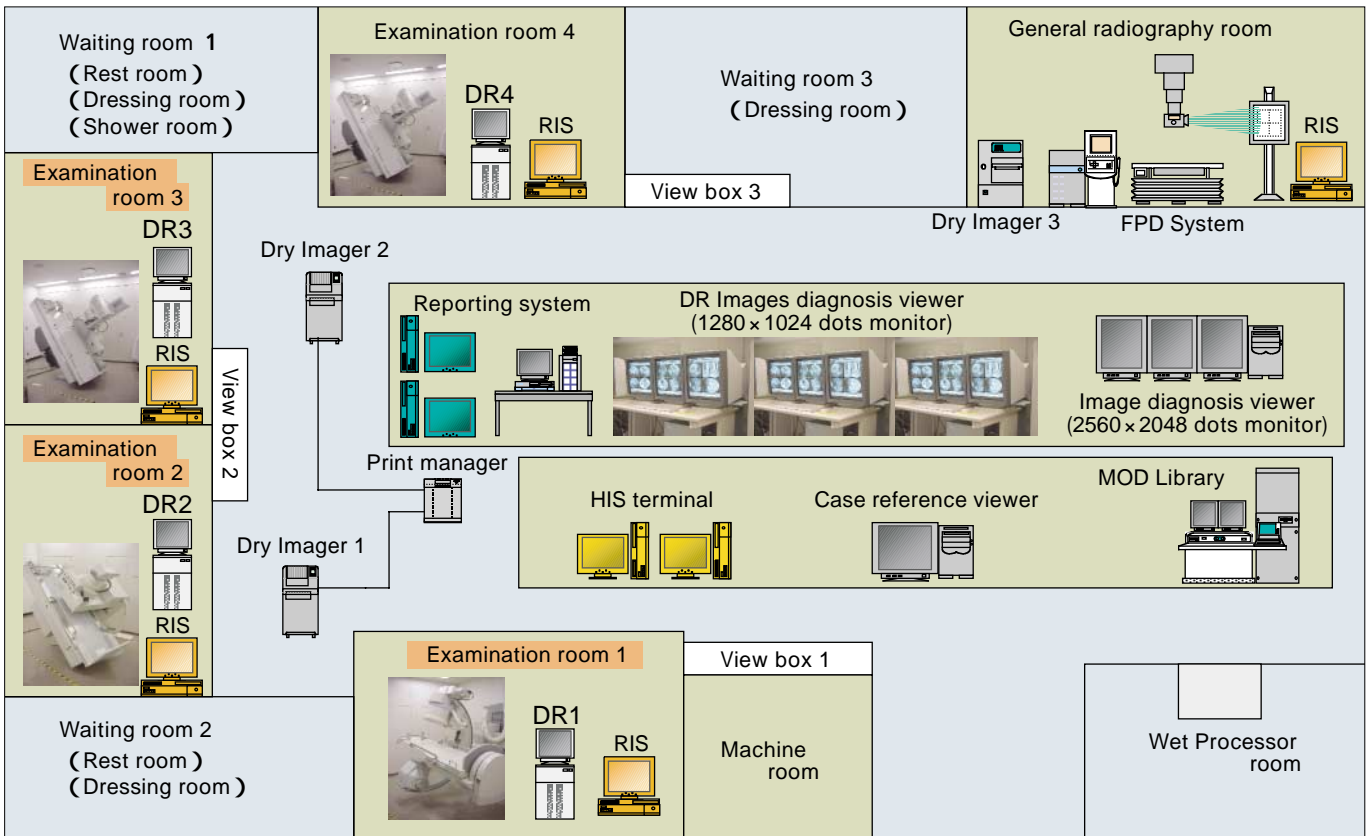 Waiting room 1
(Rest room)
(Dressing room)
(Shower room)
Examination room 4
DR4
RIS
Waiting room 3
(Dressing room)
View box 3
General radiography room
RIS
Dry Imager 3
FPD System
Examination
room 3
DR3
RIS
View box 2
Examination
room 2
DR2
RIS
Dry Imager 2
Reporting system
DR Images diagnosis viewer
(1280×1024 dots monitor)
Image diagnosis viewer
(2560×2048 dots monitor)
Print manager
HIS terminal
Case reference viewer
MOD Library
Dry Imager 1
Waiting room 2
(Rest room)
(Dressing room)
Examination room 1
DR1
RIS
View box 1
Machine
room
Wet Processor
room